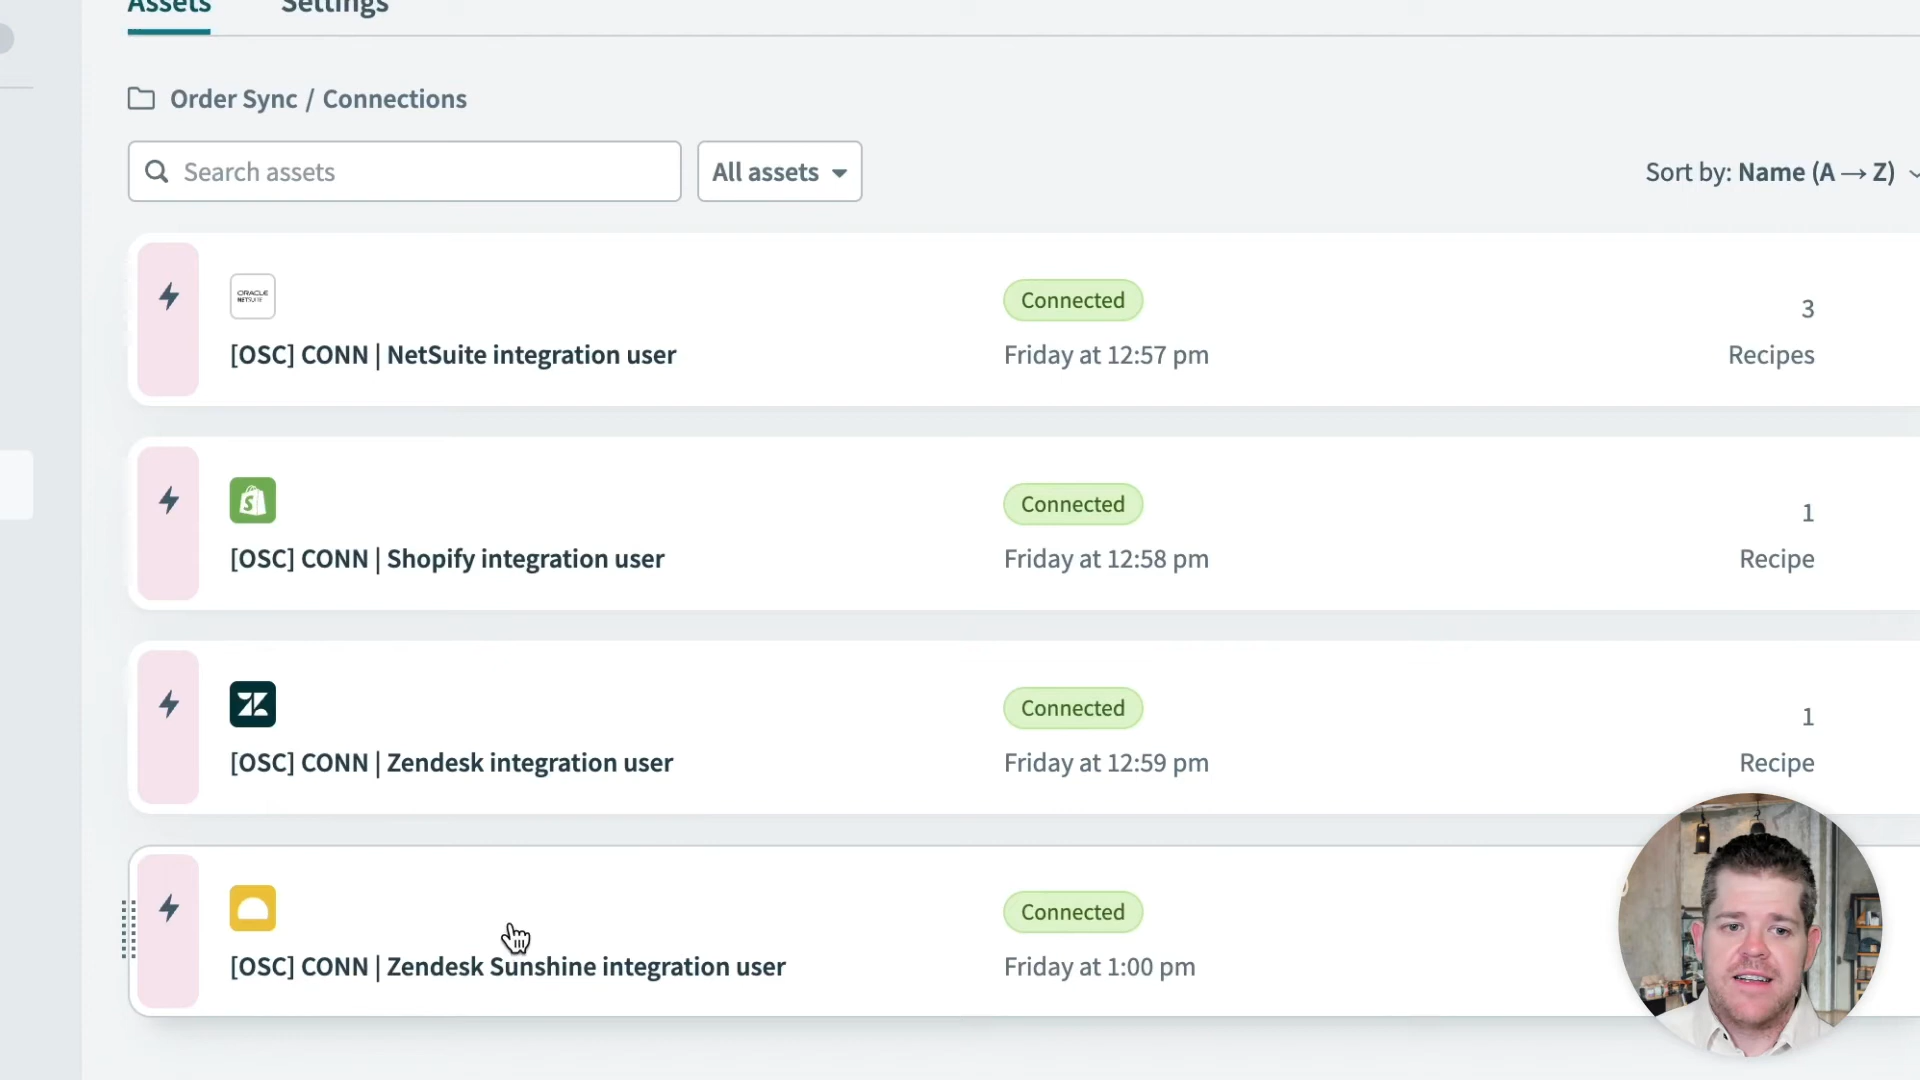 Assets Settings
Order Sync / Connections
Search assets All assets Sort by: Name (A → Z)
ORACLE
NETSUITE
Connected
3
[OSC] CONN | NetSuite integration user Friday at 12:57 pm Recipes
Connected
1
[OSC] CONN | Shopify integration user Friday at 12:58 pm Recipe
Connected
1
[OSC] CONN | Zendesk integration user Friday at 12:59 pm Recipe
Connected
[OSC] CONN | Zendesk Sunshine integration user Friday at 1:00 pm